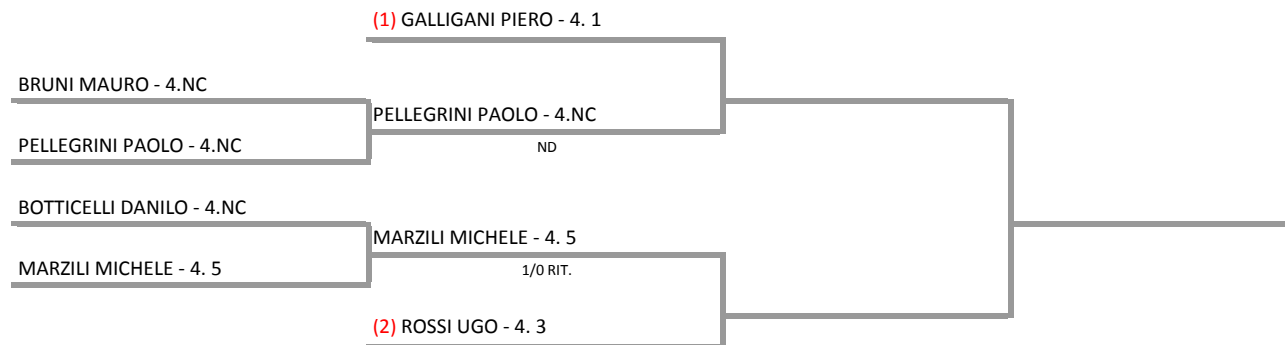 (1) GALLIGANI PIERO - 4. 1
BRUNI MAURO - 4.NC
PELLEGRINI PAOLO - 4.NC
PELLEGRINI PAOLO - 4.NC
ND
BOTTICELLI DANILO - 4.NC
MARZILI MICHELE - 4. 5
MARZILI MICHELE - 4. 5
1/0 RIT.
(2) ROSSI UGO - 4. 3